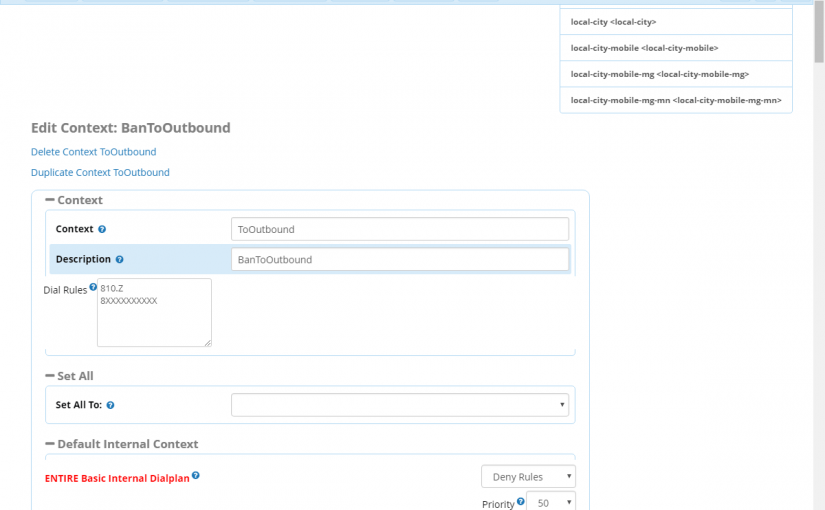 local-city <local-city>
local-city-mobile <local-city-mobile>
local-city-mobile-mg <local-city-mobile-mg>
local-city-mobile-mg-mn <local-city-mobile-mg-mn>
Edit Context: BanToOutbound
Delete Context ToOutbound
Duplicate Context ToOutbound
Context
Context ToOutbound
Description BanToOutbound
Dial Rules 810.Z
8XXXXXXXXXX
Set All
Set All To:
Default Internal Context
ENTIRE Basic Internal Dialplan Deny Rules
Priority 50